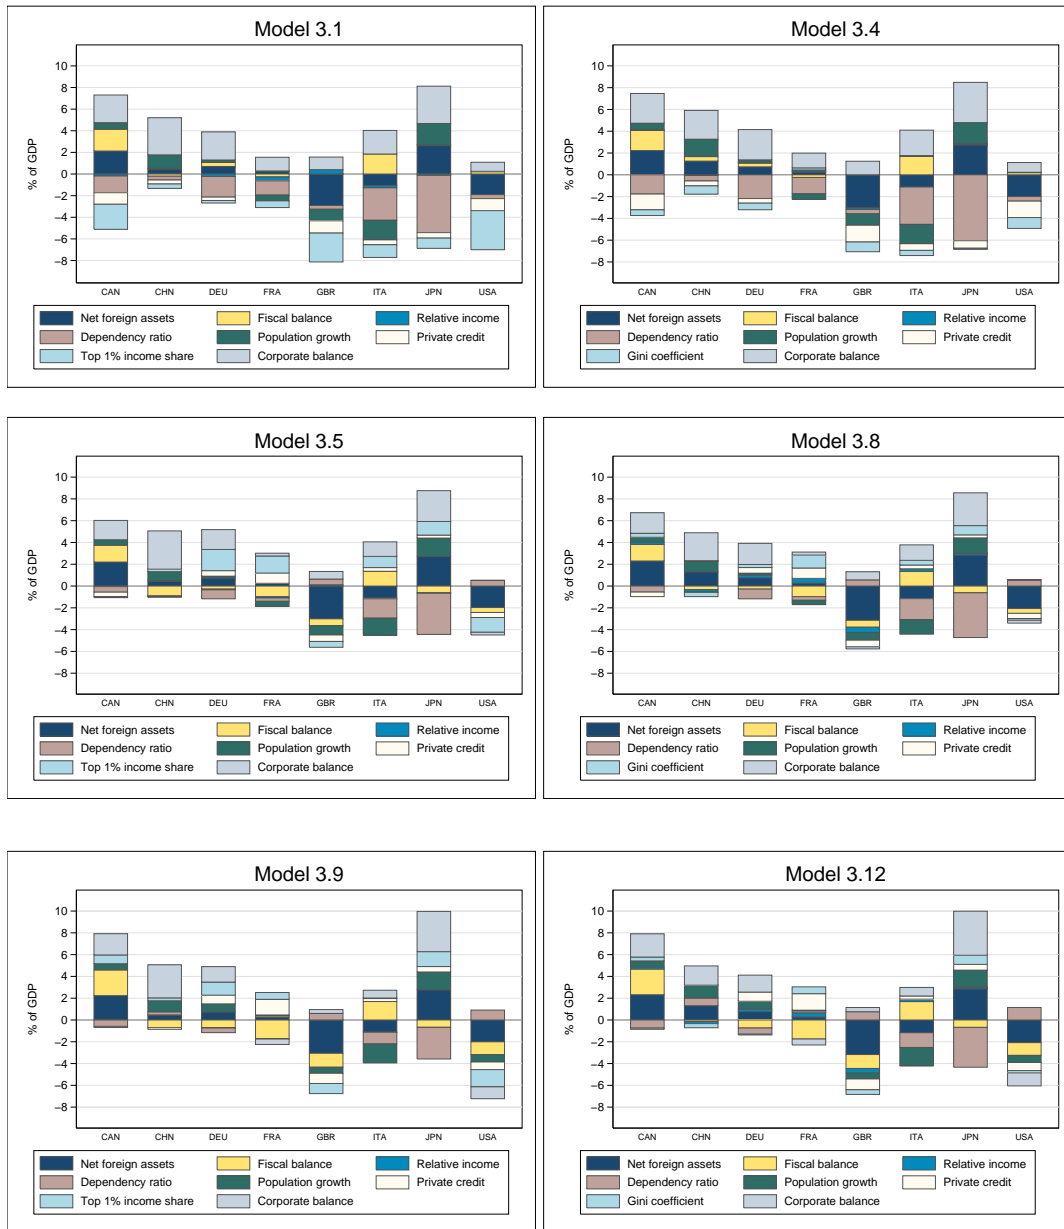 Model 3.1
% of GDP
10
8
6
4
2
0
−2
−4
−6
−8
CAN CHN DEU FRA GBR ITA JPN USA
Net foreign assets Fiscal balance Relative income
Dependency ratio Population growth Private credit
Top 1% income share Corporate balance
Model 3.4
% of GDP
10
8
6
4
2
0
−2
−4
−6
−8
CAN CHN DEU FRA GBR ITA JPN USA
Net foreign assets Fiscal balance Relative income
Dependency ratio Population growth Private credit
Gini coefficient Corporate balance
Model 3.5
% of GDP
10
8
6
4
2
0
−2
−4
−6
−8
CAN CHN DEU FRA GBR ITA JPN USA
Net foreign assets Fiscal balance Relative income
Dependency ratio Population growth Private credit
Top 1% income share Corporate balance
Model 3.8
% of GDP
10
8
6
4
2
0
−2
−4
−6
−8
CAN CHN DEU FRA GBR ITA JPN USA
Net foreign assets Fiscal balance Relative income
Dependency ratio Population growth Private credit
Gini coefficient Corporate balance
Model 3.9
% of GDP
10
8
6
4
2
0
−2
−4
−6
−8
CAN CHN DEU FRA GBR ITA JPN USA
Net foreign assets Fiscal balance Relative income
Dependency ratio Population growth Private credit
Top 1% income share Corporate balance
Model 3.12
% of GDP
10
8
6
4
2
0
−2
−4
−6
−8
CAN CHN DEU FRA GBR ITA JPN USA
Net foreign assets Fiscal balance Relative income
Dependency ratio Population growth Private credit
Gini coefficient Corporate balance